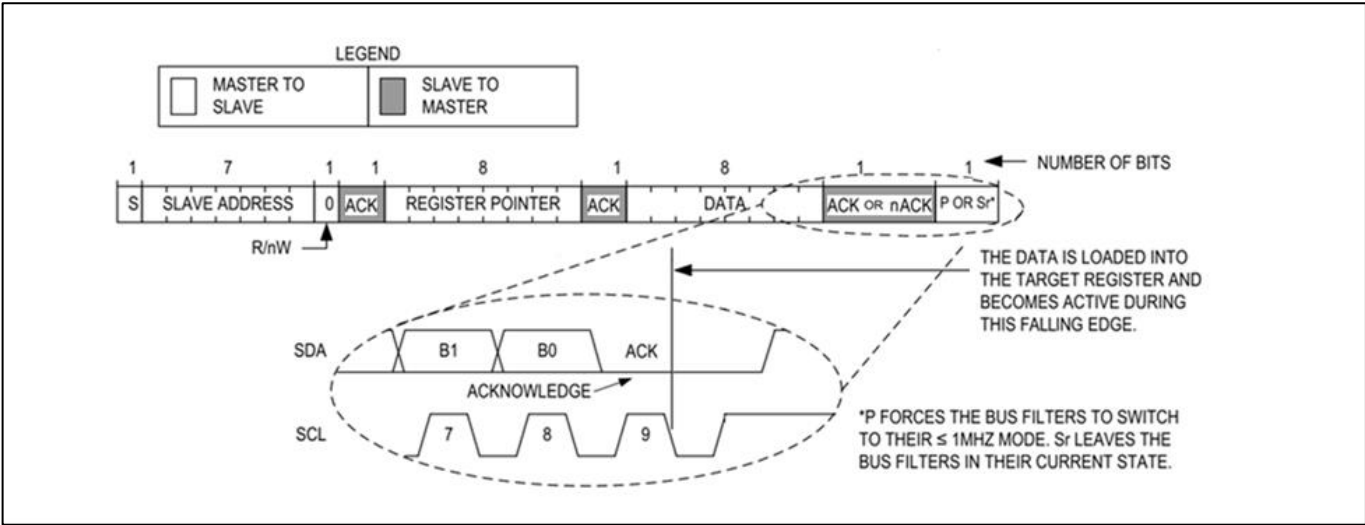 LEGEND
MASTER TO
SLAVE
SLAVE TO
MASTER
1 7 1 1 8 1 8 1 1 NUMBER OF BITS
S SLAVE ADDRESS 0 ACK REGISTER POINTER ACK DATA ACK OR nACK P OR Sr*
R/nW
THE DATA IS LOADED INTO
THE TARGET REGISTER AND
BECOMES ACTIVE DURING
THIS FALLING EDGE.
SDA B1 B0 ACK
ACKNOWLEDGE
SCL 7 8 9
*P FORCES THE BUS FILTERS TO SWITCH
TO THEIR ≤ 1MHZ MODE. Sr LEAVES THE
BUS FILTERS IN THEIR CURRENT STATE.